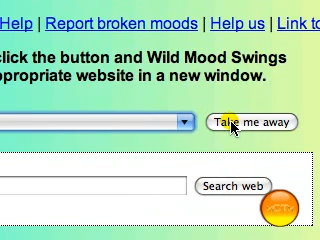 Help | Report broken moods | Help us | Link to
click the button and Wild Mood Swings
appropriate website in a new window.
Take me away
Search web